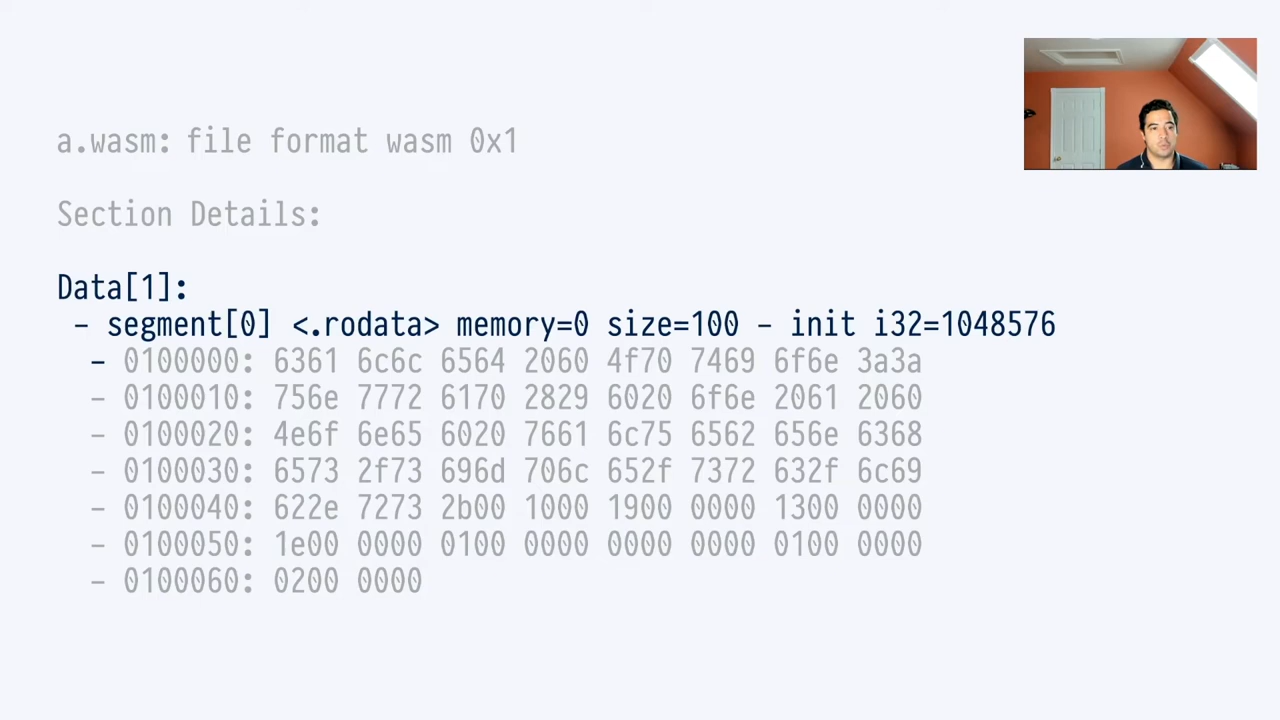 a.wasm: file format wasm 0x1
Section Details:
Data[1]:
- segment[0] <.rodata> memory=0 size=100 - init i32=1048576
- 0100000: 6361 6c6c 6564 2060 4f70 7469 6f6e 3a3a
- 0100010: 756e 7772 6170 2829 6020 6f6e 2061 2060
- 0100020: 4e6f 6e65 6020 7661 6c75 6562 656e 6368
- 0100030: 6573 2f73 696d 706c 652f 7372 632f 6c69
- 0100040: 622e 7273 2b00 1000 1900 0000 1300 0000
- 0100050: 1e00 0000 0100 0000 0000 0000 0100 0000
- 0100060: 0200 0000